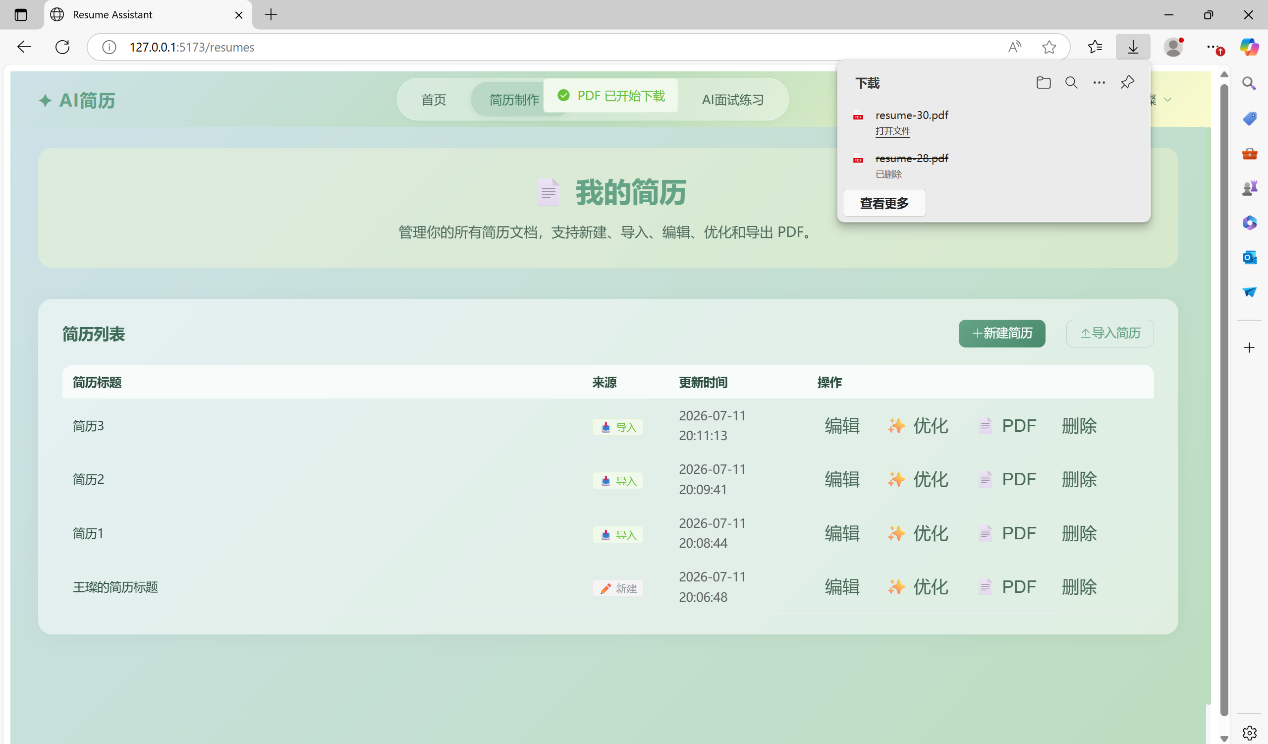 Resume Assistant
127.0.0.1:5173/resumes
AI简历
首页
简历制作
PDF 已开始下载
AI面试练习
下载
resume-30.pdf
打开文件
resume-28.pdf
已删除
查看更多
我的简历
管理你的所有简历文档，支持新建、导入、编辑、优化和导出 PDF。
简历列表
+新建简历
导入简历
简历标题 来源 更新时间 操作
简历3 导入 2026-07-11 20:11:13 编辑 优化 PDF 删除
简历2 导入 2026-07-11 20:09:41 编辑 优化 PDF 删除
简历1 导入 2026-07-11 20:08:44 编辑 优化 PDF 删除
王璨的简历标题 新建 2026-07-11 20:06:48 编辑 优化 PDF 删除